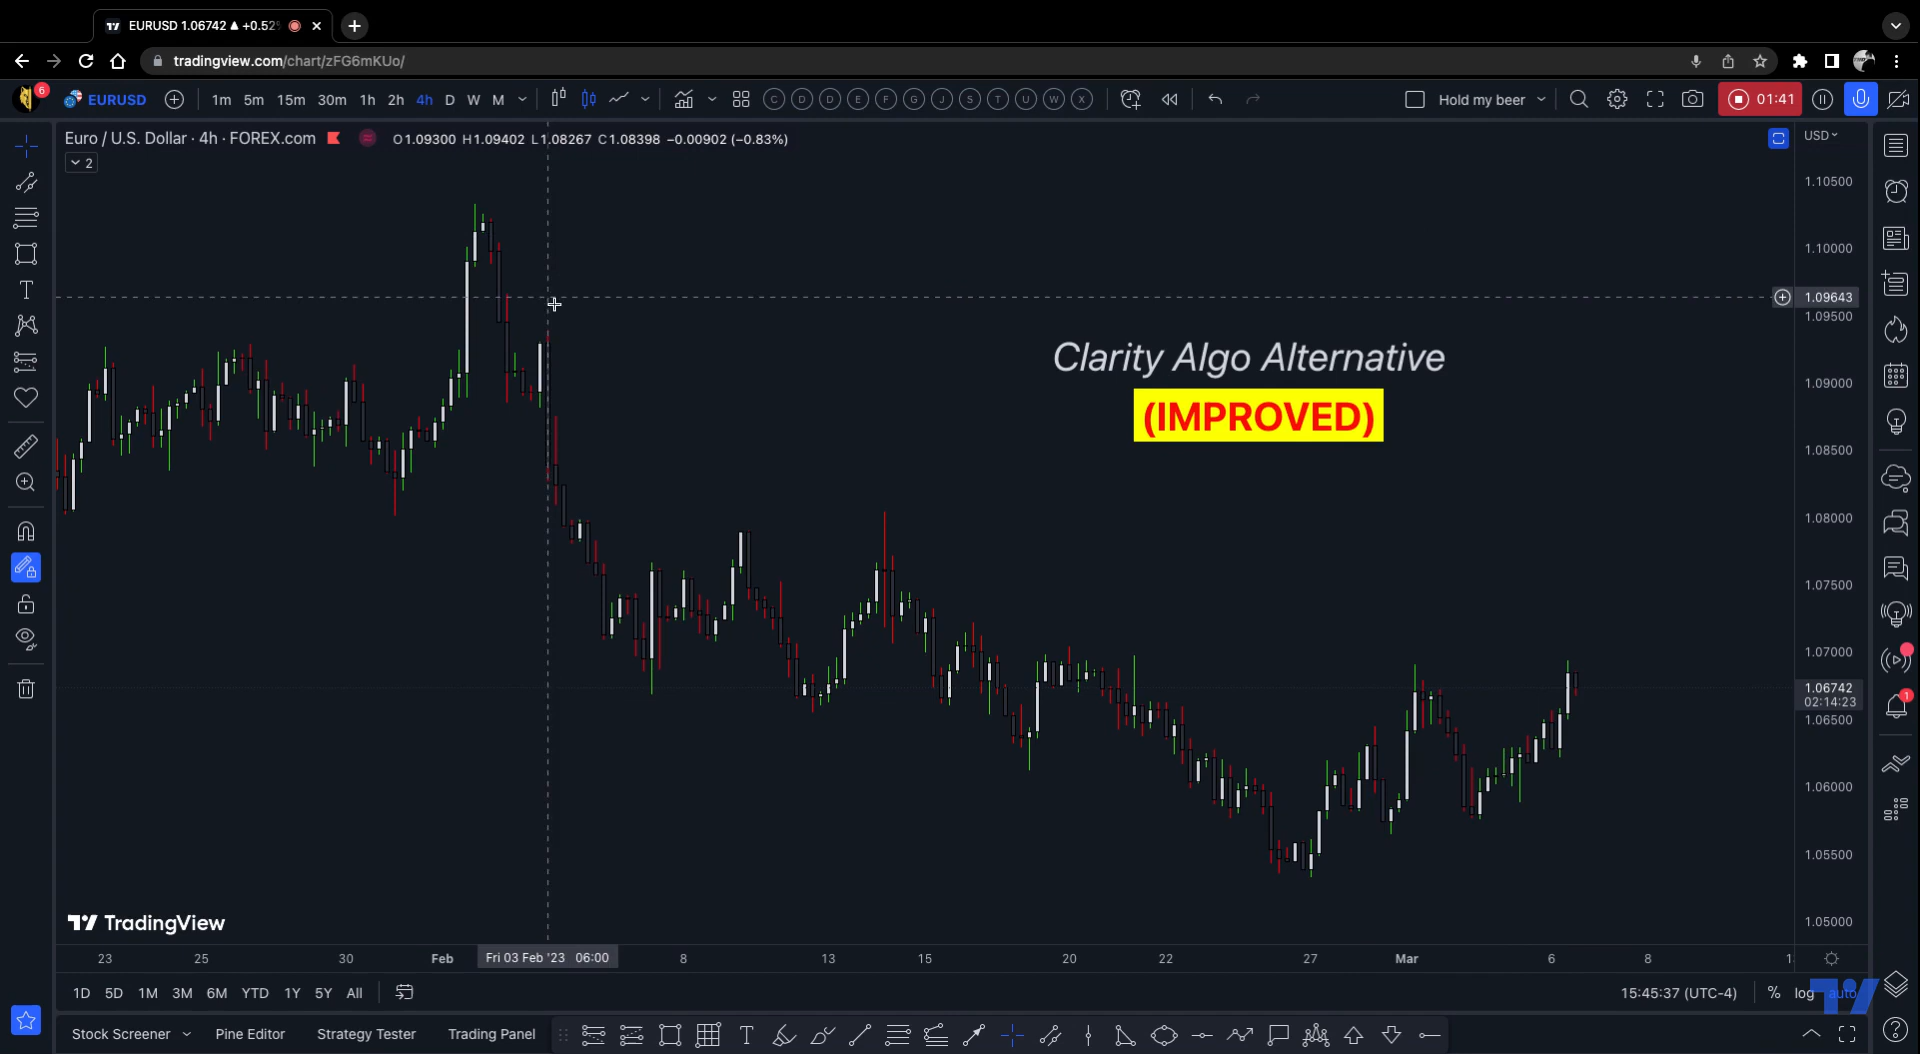 EURUSD 1.06742 ▲ +0.52%
tradingview.com/chart/zFG6mKUo/
6 EURUSD 1m 5m 15m 30m 1h 2h 4h D W M C D D E F G J S T U W X Hold my beer 01:41
Euro / U.S. Dollar · 4h · FOREX.com O1.09300 H1.09402 L1.08267 C1.08398 −0.00902 (−0.83%)
USD
2
1.10500
1.10000
1.09643
1.09500
Clarity Algo Alternative
1.09000
(IMPROVED)
1.08500
1.08000
1.07500
1.07000
1.06742
02:14:23
1
1.06500
1.06000
1.05500
1.05000
TradingView
23 25 30 Feb Fri 03 Feb '23 06:00 8 13 15 20 22 27 Mar 6 8
1D 5D 1M 3M 6M YTD 1Y 5Y All 15:45:37 (UTC-4) % log auto
Stock Screener Pine Editor Strategy Tester Trading Panel